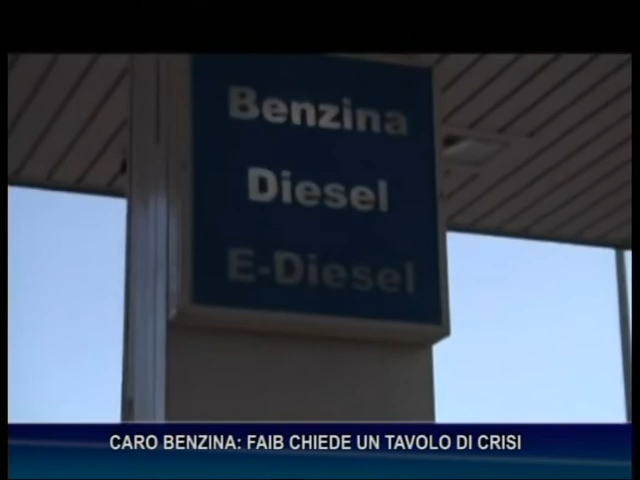 Benzina
Diesel
E-Diesel
CARO BENZINA: FAIB CHIEDE UN TAVOLO DI CRISI